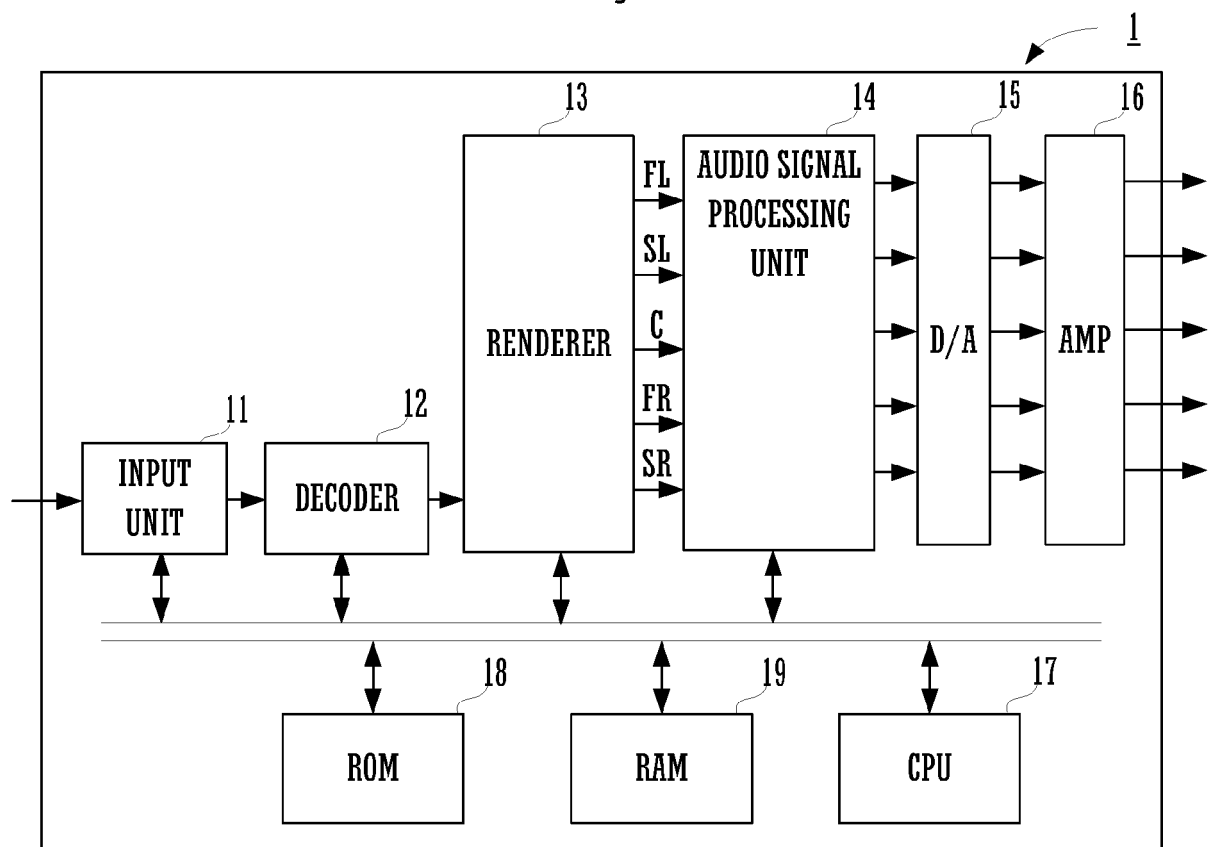 1
13
14
15
16
FL
SL
C
FR
SR
RENDERER
AUDIO SIGNAL
PROCESSING
UNIT
D/A
AMP
11
12
INPUT
UNIT
DECODER
18
19
17
ROM
RAM
CPU